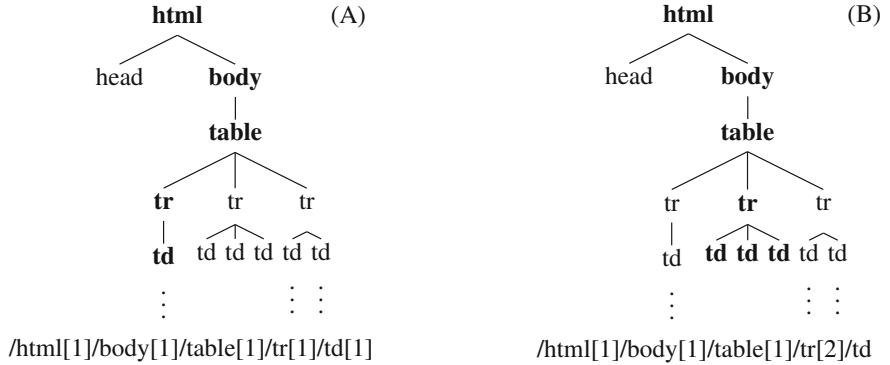 html (A)
head body
table
tr tr tr
td td td td td td
/html[1]/body[1]/table[1]/tr[1]/td[1]
html (B)
head body
table
tr tr tr
td td td td td td
/html[1]/body[1]/table[1]/tr[2]/td